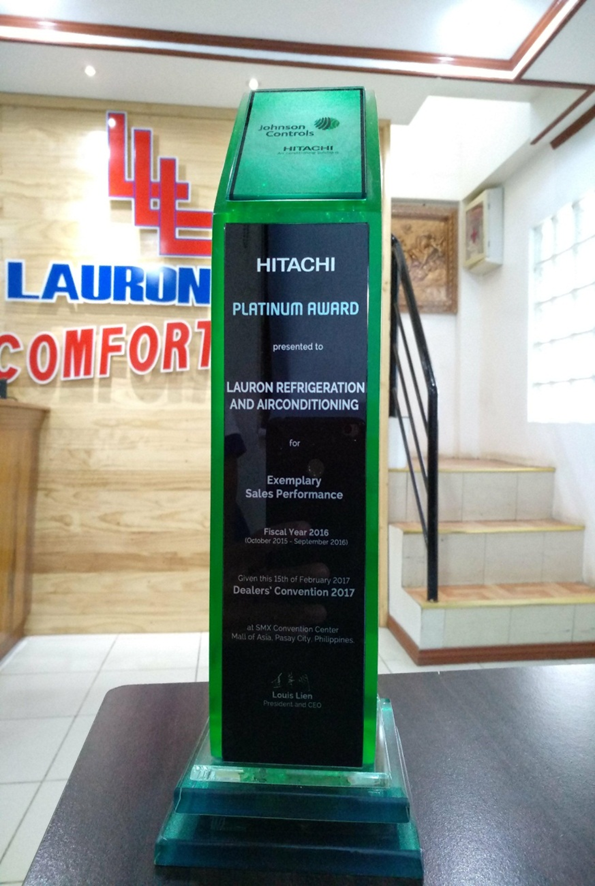 Johnson
Controls
HITACHI
LLL
LAURON
COMFORT
HITACHI
PLATINUM AWARD
presented to
LAURON REFRIGERATION
AND AIRCONDITIONING
for
Exemplary
Sales Performance
Fiscal Year 2016
(October 2015 - September 2016)
Given this 15th of February 2017
Dealers' Convention 2017
at SMX Convention Center
Mall of Asia, Pasay City, Philippines.
Louis Lien
President and CEO